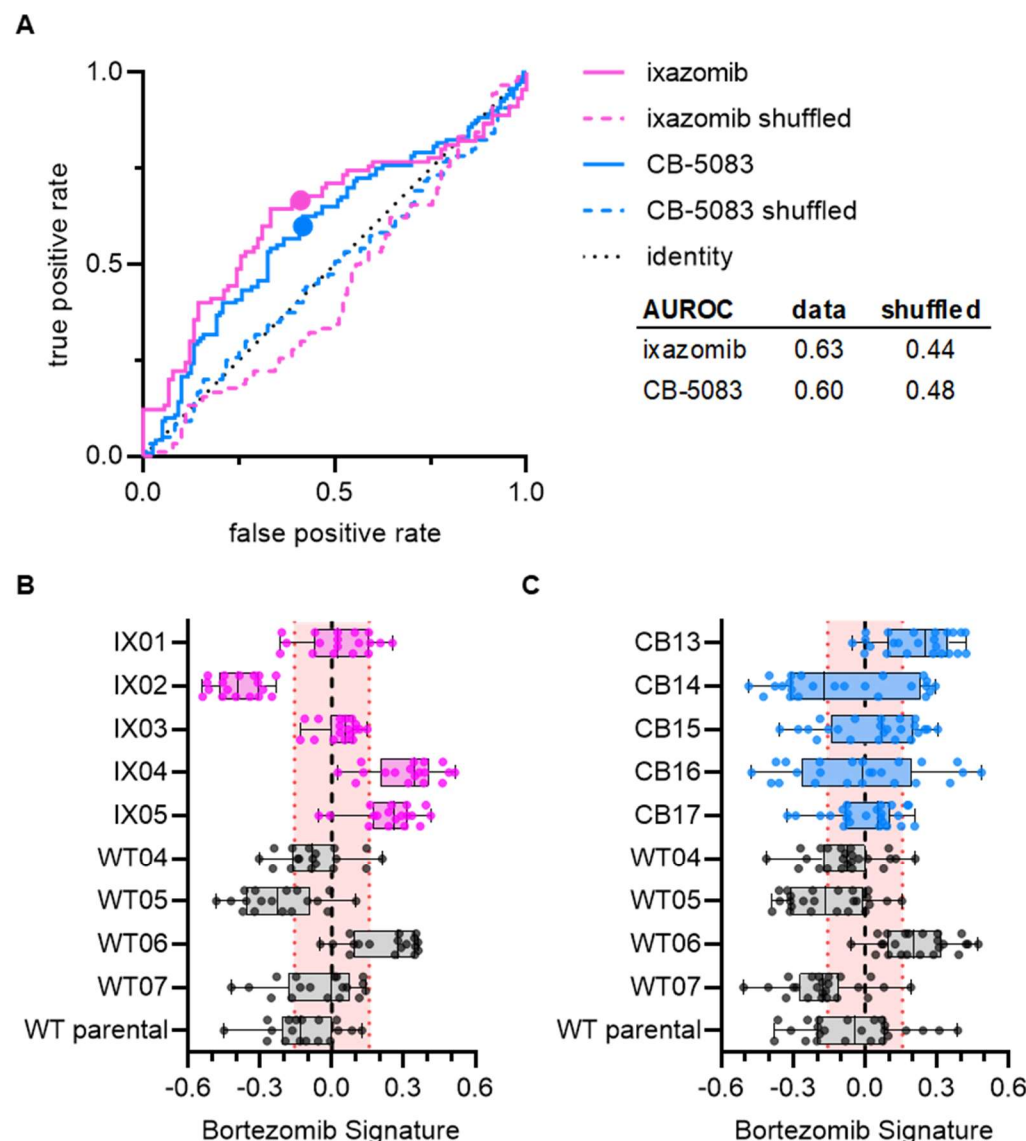 A
1.0
0.5
0.0
true positive rate
0.0 0.5 1.0
false positive rate
ixazomib
ixazomib shuffled
CB-5083
CB-5083 shuffled
identity
AUROC data shuffled
ixazomib 0.63 0.44
CB-5083 0.60 0.48
B
IX01
IX02
IX03
IX04
IX05
WT04
WT05
WT06
WT07
WT parental
-0.6 -0.3 0.0 0.3 0.6
Bortezomib Signature
C
CB13
CB14
CB15
CB16
CB17
WT04
WT05
WT06
WT07
WT parental
-0.6 -0.3 0.0 0.3 0.6
Bortezomib Signature